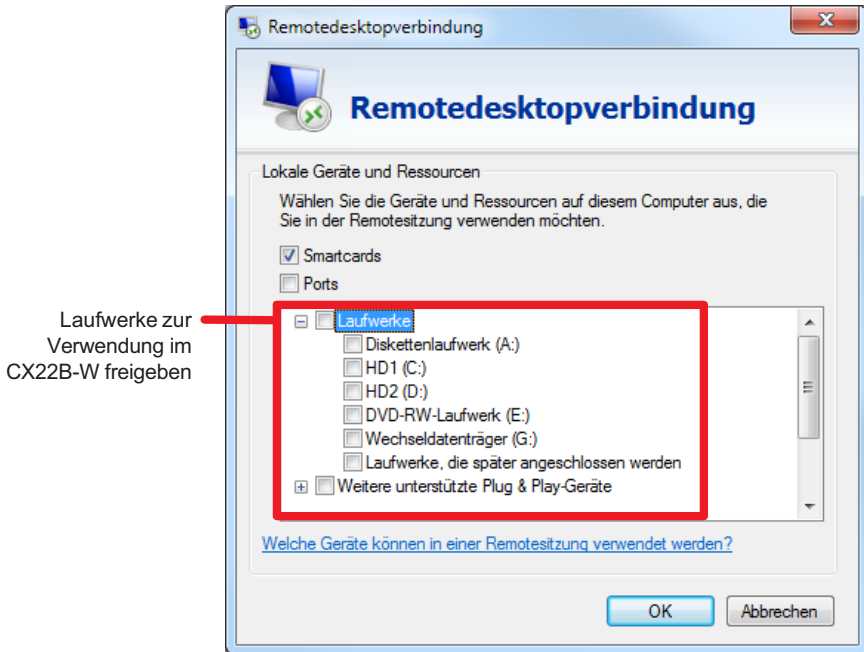 Remotedesktopverbindung
Remotedesktopverbindung
Lokale Geräte und Ressourcen
Wählen Sie die Geräte und Ressourcen auf diesem Computer aus, die
Sie in der Remotesitzung verwenden möchten.
Smartcards
Ports
Laufwerke zur
Verwendung im
CX22B-W freigeben
Laufwerke
Diskettenlaufwerk (A:)
HD1 (C:)
HD2 (D:)
DVD-RW-Laufwerk (E:)
Wechseldatenträger (G:)
Laufwerke, die später angeschlossen werden
Weitere unterstützte Plug & Play-Geräte
Welche Geräte können in einer Remotesitzung verwendet werden?
OK
Abbrechen